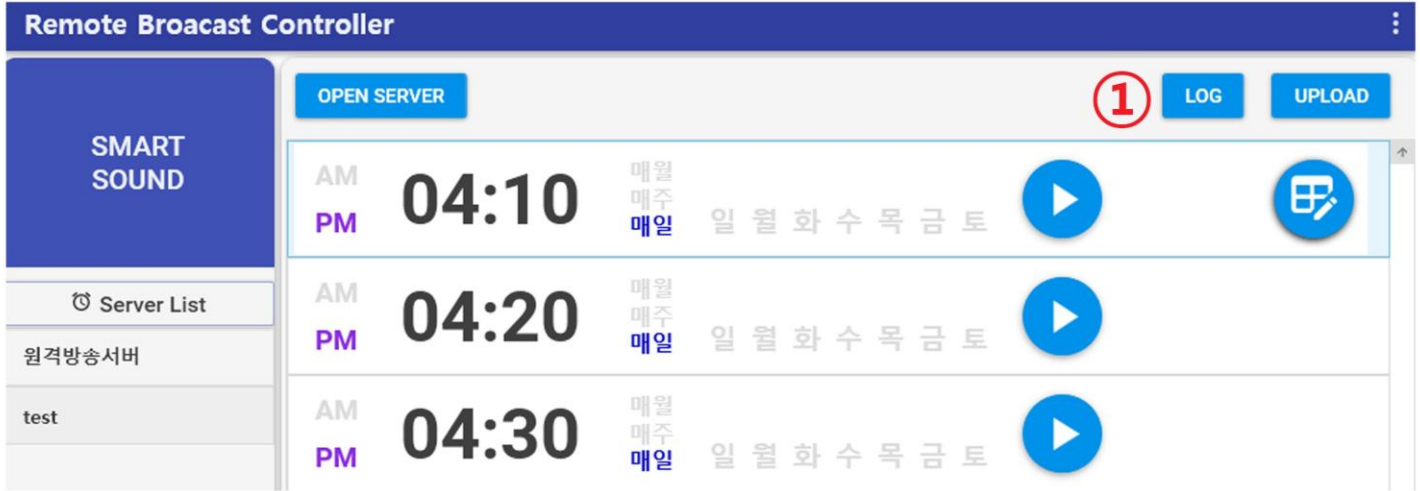 Remote Broacast Controller
SMART
SOUND
Server List
원격방송서버
test
OPEN SERVER
① LOG UPLOAD
AM
PM
04:10
매월
매주
매일
일 월 화 수 목 금 토
AM
PM
04:20
매월
매주
매일
일 월 화 수 목 금 토
AM
PM
04:30
매월
매주
매일
일 월 화 수 목 금 토